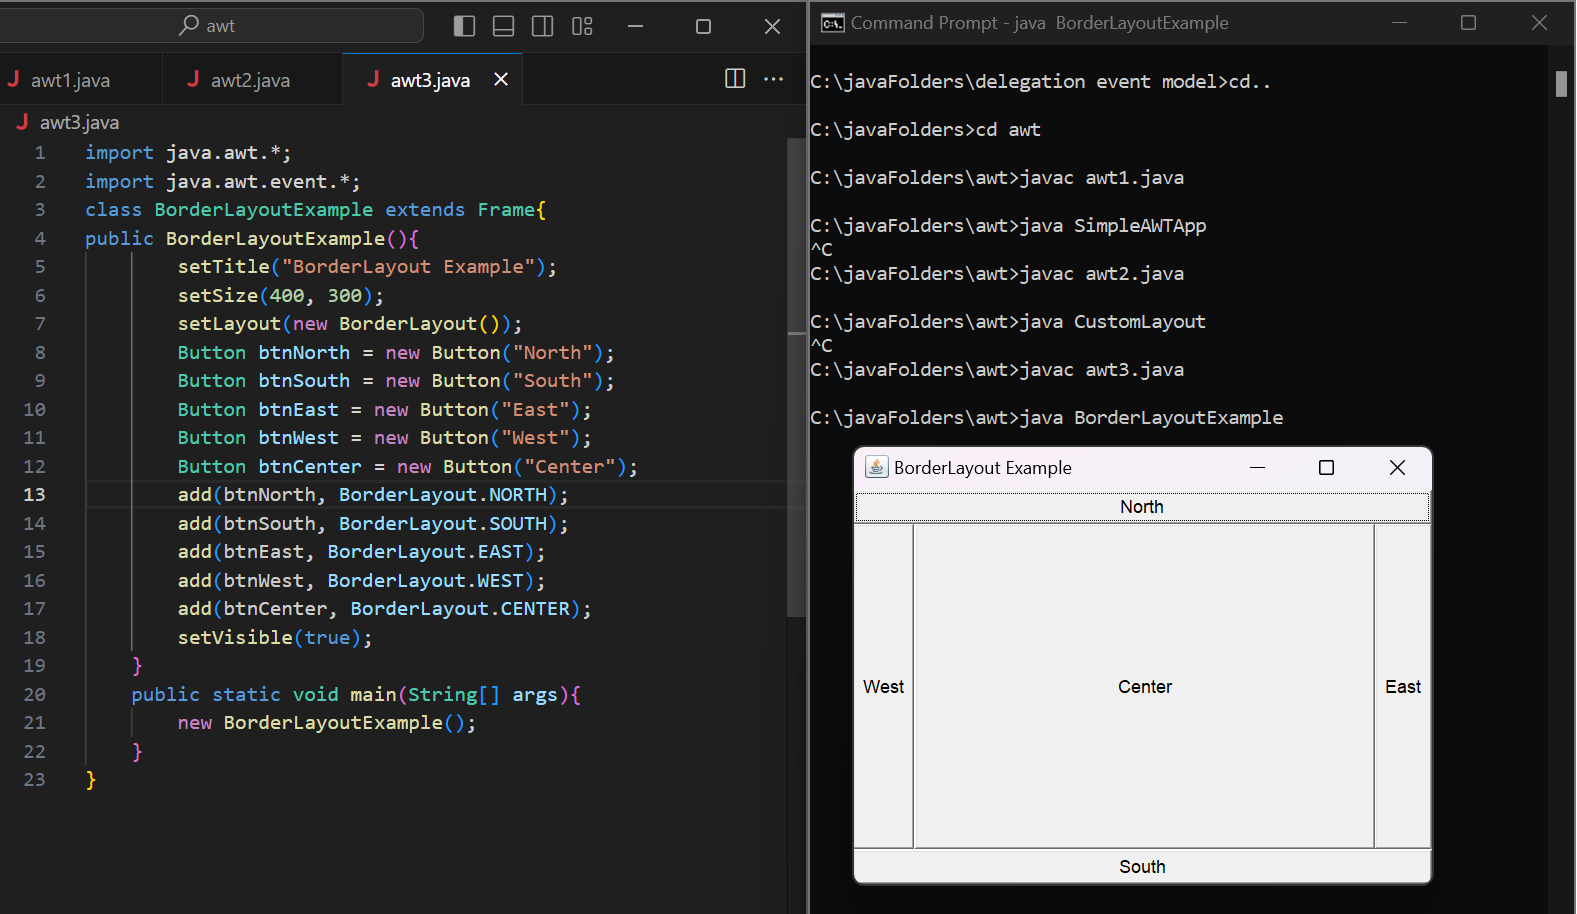 awt
awt1.java
awt2.java
awt3.java
awt3.java
1 import java.awt.*;
2 import java.awt.event.*;
3 class BorderLayoutExample extends Frame{
4 public BorderLayoutExample(){
5 setTitle("BorderLayout Example");
6 setSize(400, 300);
7 setLayout(new BorderLayout());
8 Button btnNorth = new Button("North");
9 Button btnSouth = new Button("South");
10 Button btnEast = new Button("East");
11 Button btnWest = new Button("West");
12 Button btnCenter = new Button("Center");
13 add(btnNorth, BorderLayout.NORTH);
14 add(btnSouth, BorderLayout.SOUTH);
15 add(btnEast, BorderLayout.EAST);
16 add(btnWest, BorderLayout.WEST);
17 add(btnCenter, BorderLayout.CENTER);
18 setVisible(true);
19 }
20 public static void main(String[] args){
21 new BorderLayoutExample();
22 }
23 }
Command Prompt - java  BorderLayoutExample
C:\javaFolders\delegation event model>cd..
C:\javaFolders>cd awt
C:\javaFolders\awt>javac awt1.java
C:\javaFolders\awt>java SimpleAWTApp
^C
C:\javaFolders\awt>javac awt2.java
C:\javaFolders\awt>java CustomLayout
^C
C:\javaFolders\awt>javac awt3.java
C:\javaFolders\awt>java BorderLayoutExample
BorderLayout Example
North
West
Center
East
South